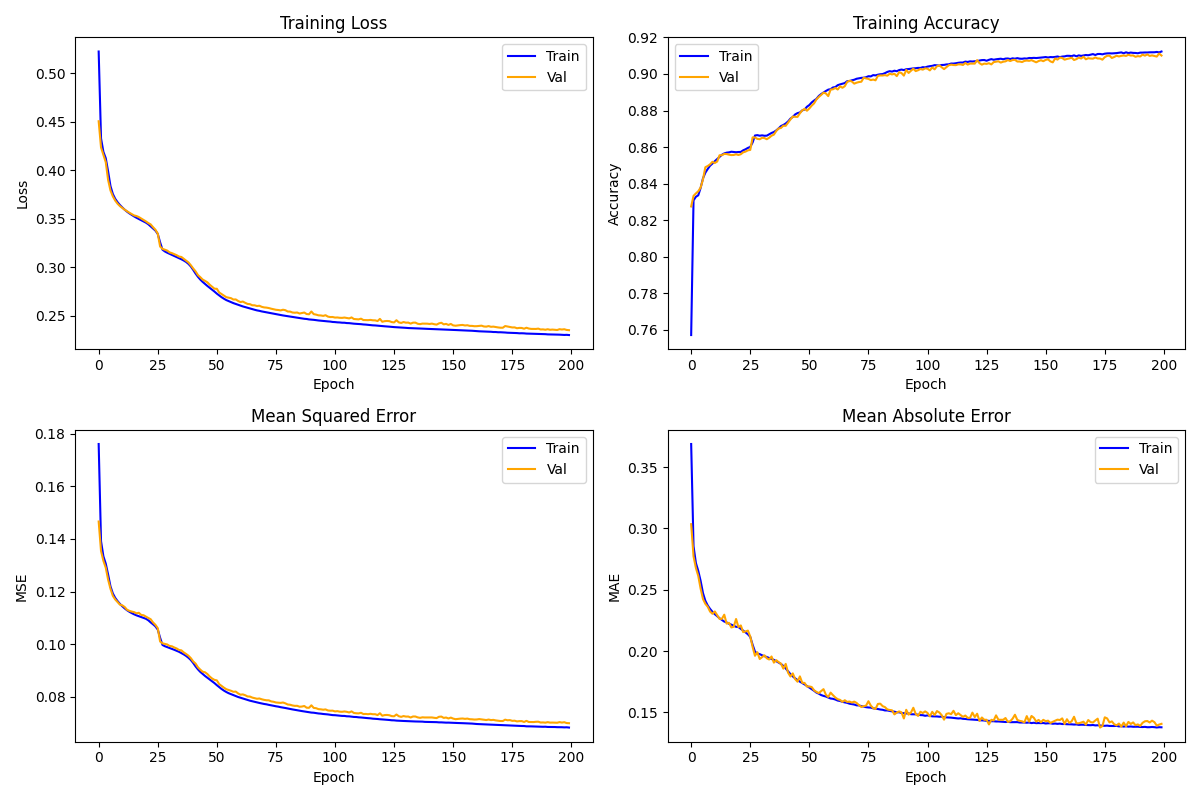 Training Loss
Train
Val
0.50
0.45
0.40
0.35
0.30
0.25
Loss
0 25 50 75 100 125 150 175 200
Epoch
Training Accuracy
Train
Val
0.92
0.90
0.88
0.86
0.84
0.82
0.80
0.78
0.76
Accuracy
0 25 50 75 100 125 150 175 200
Epoch
Mean Squared Error
Train
Val
0.18
0.16
0.14
0.12
0.10
0.08
MSE
0 25 50 75 100 125 150 175 200
Epoch
Mean Absolute Error
Train
Val
0.35
0.30
0.25
0.20
0.15
MAE
0 25 50 75 100 125 150 175 200
Epoch